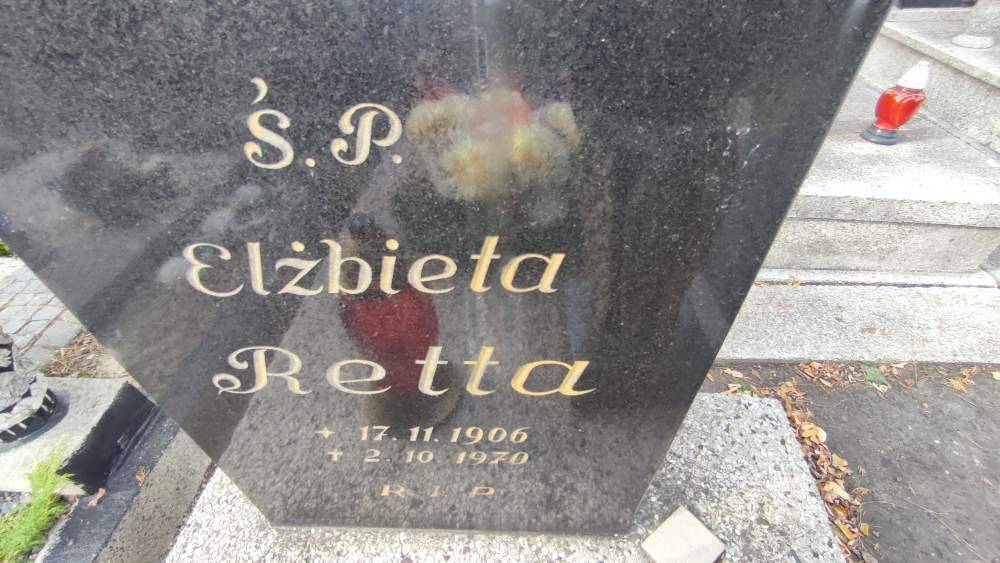 Ś.P.
Elżbieta
Retta
+ 17.11.1906
+ 2.10 1970
R I P